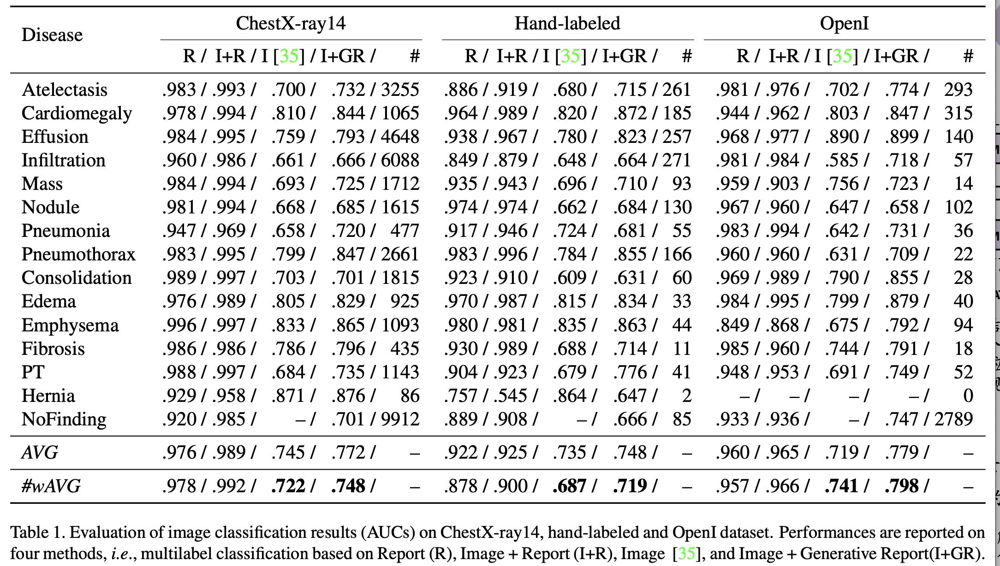 Disease ChestX-ray14 Hand-labeled OpenI
R / I+R / I [35] / I+GR / # R / I+R / I [35] / I+GR / # R / I+R / I [35] / I+GR / #
Atelectasis .983 / .993 / .700 / .732 / 3255 .886 / .919 / .680 / .715 / 261 .981 / .976 / .702 / .774 / 293
Cardiomegaly .978 / .994 / .810 / .844 / 1065 .964 / .989 / .820 / .872 / 185 .944 / .962 / .803 / .847 / 315
Effusion .984 / .995 / .759 / .793 / 4648 .938 / .967 / .780 / .823 / 257 .968 / .977 / .890 / .899 / 140
Infiltration .960 / .986 / .661 / .666 / 6088 .849 / .879 / .648 / .664 / 271 .981 / .984 / .585 / .718 / 57
Mass .984 / .994 / .693 / .725 / 1712 .935 / .943 / .696 / .710 / 93 .959 / .903 / .756 / .723 / 14
Nodule .981 / .994 / .668 / .685 / 1615 .974 / .974 / .662 / .684 / 130 .967 / .960 / .647 / .658 / 102
Pneumonia .947 / .969 / .658 / .720 / 477 .917 / .946 / .724 / .681 / 55 .983 / .994 / .642 / .731 / 36
Pneumothorax .983 / .995 / .799 / .847 / 2661 .983 / .996 / .784 / .855 / 166 .960 / .960 / .631 / .709 / 22
Consolidation .989 / .997 / .703 / .701 / 1815 .923 / .910 / .609 / .631 / 60 .969 / .989 / .790 / .855 / 28
Edema .976 / .989 / .805 / .829 / 925 .970 / .987 / .815 / .834 / 33 .984 / .995 / .799 / .879 / 40
Emphysema .996 / .997 / .833 / .865 / 1093 .980 / .981 / .835 / .863 / 44 .849 / .868 / .675 / .792 / 94
Fibrosis .986 / .986 / .786 / .796 / 435 .930 / .989 / .688 / .714 / 11 .985 / .960 / .744 / .791 / 18
PT .988 / .997 / .684 / .735 / 1143 .904 / .923 / .679 / .776 / 41 .948 / .953 / .691 / .749 / 52
Hernia .929 / .958 / .871 / .876 / 86 .757 / .545 / .864 / .647 / 2 – / – / – / – / 0
NoFinding .920 / .985 / – / .701 / 9912 .889 / .908 / – / .666 / 85 .933 / .936 / – / .747 / 2789
AVG .976 / .989 / .745 / .772 / – .922 / .925 / .735 / .748 / – .960 / .965 / .719 / .779 / –
#wAVG .978 / .992 / .722 / .748 / – .878 / .900 / .687 / .719 / – .957 / .966 / .741 / .798 / –
Table 1. Evaluation of image classification results (AUCs) on ChestX-ray14, hand-labeled and OpenI dataset. Performances are reported on
four methods, i.e., multilabel classification based on Report (R), Image + Report (I+R), Image [35], and Image + Generative Report(I+GR).